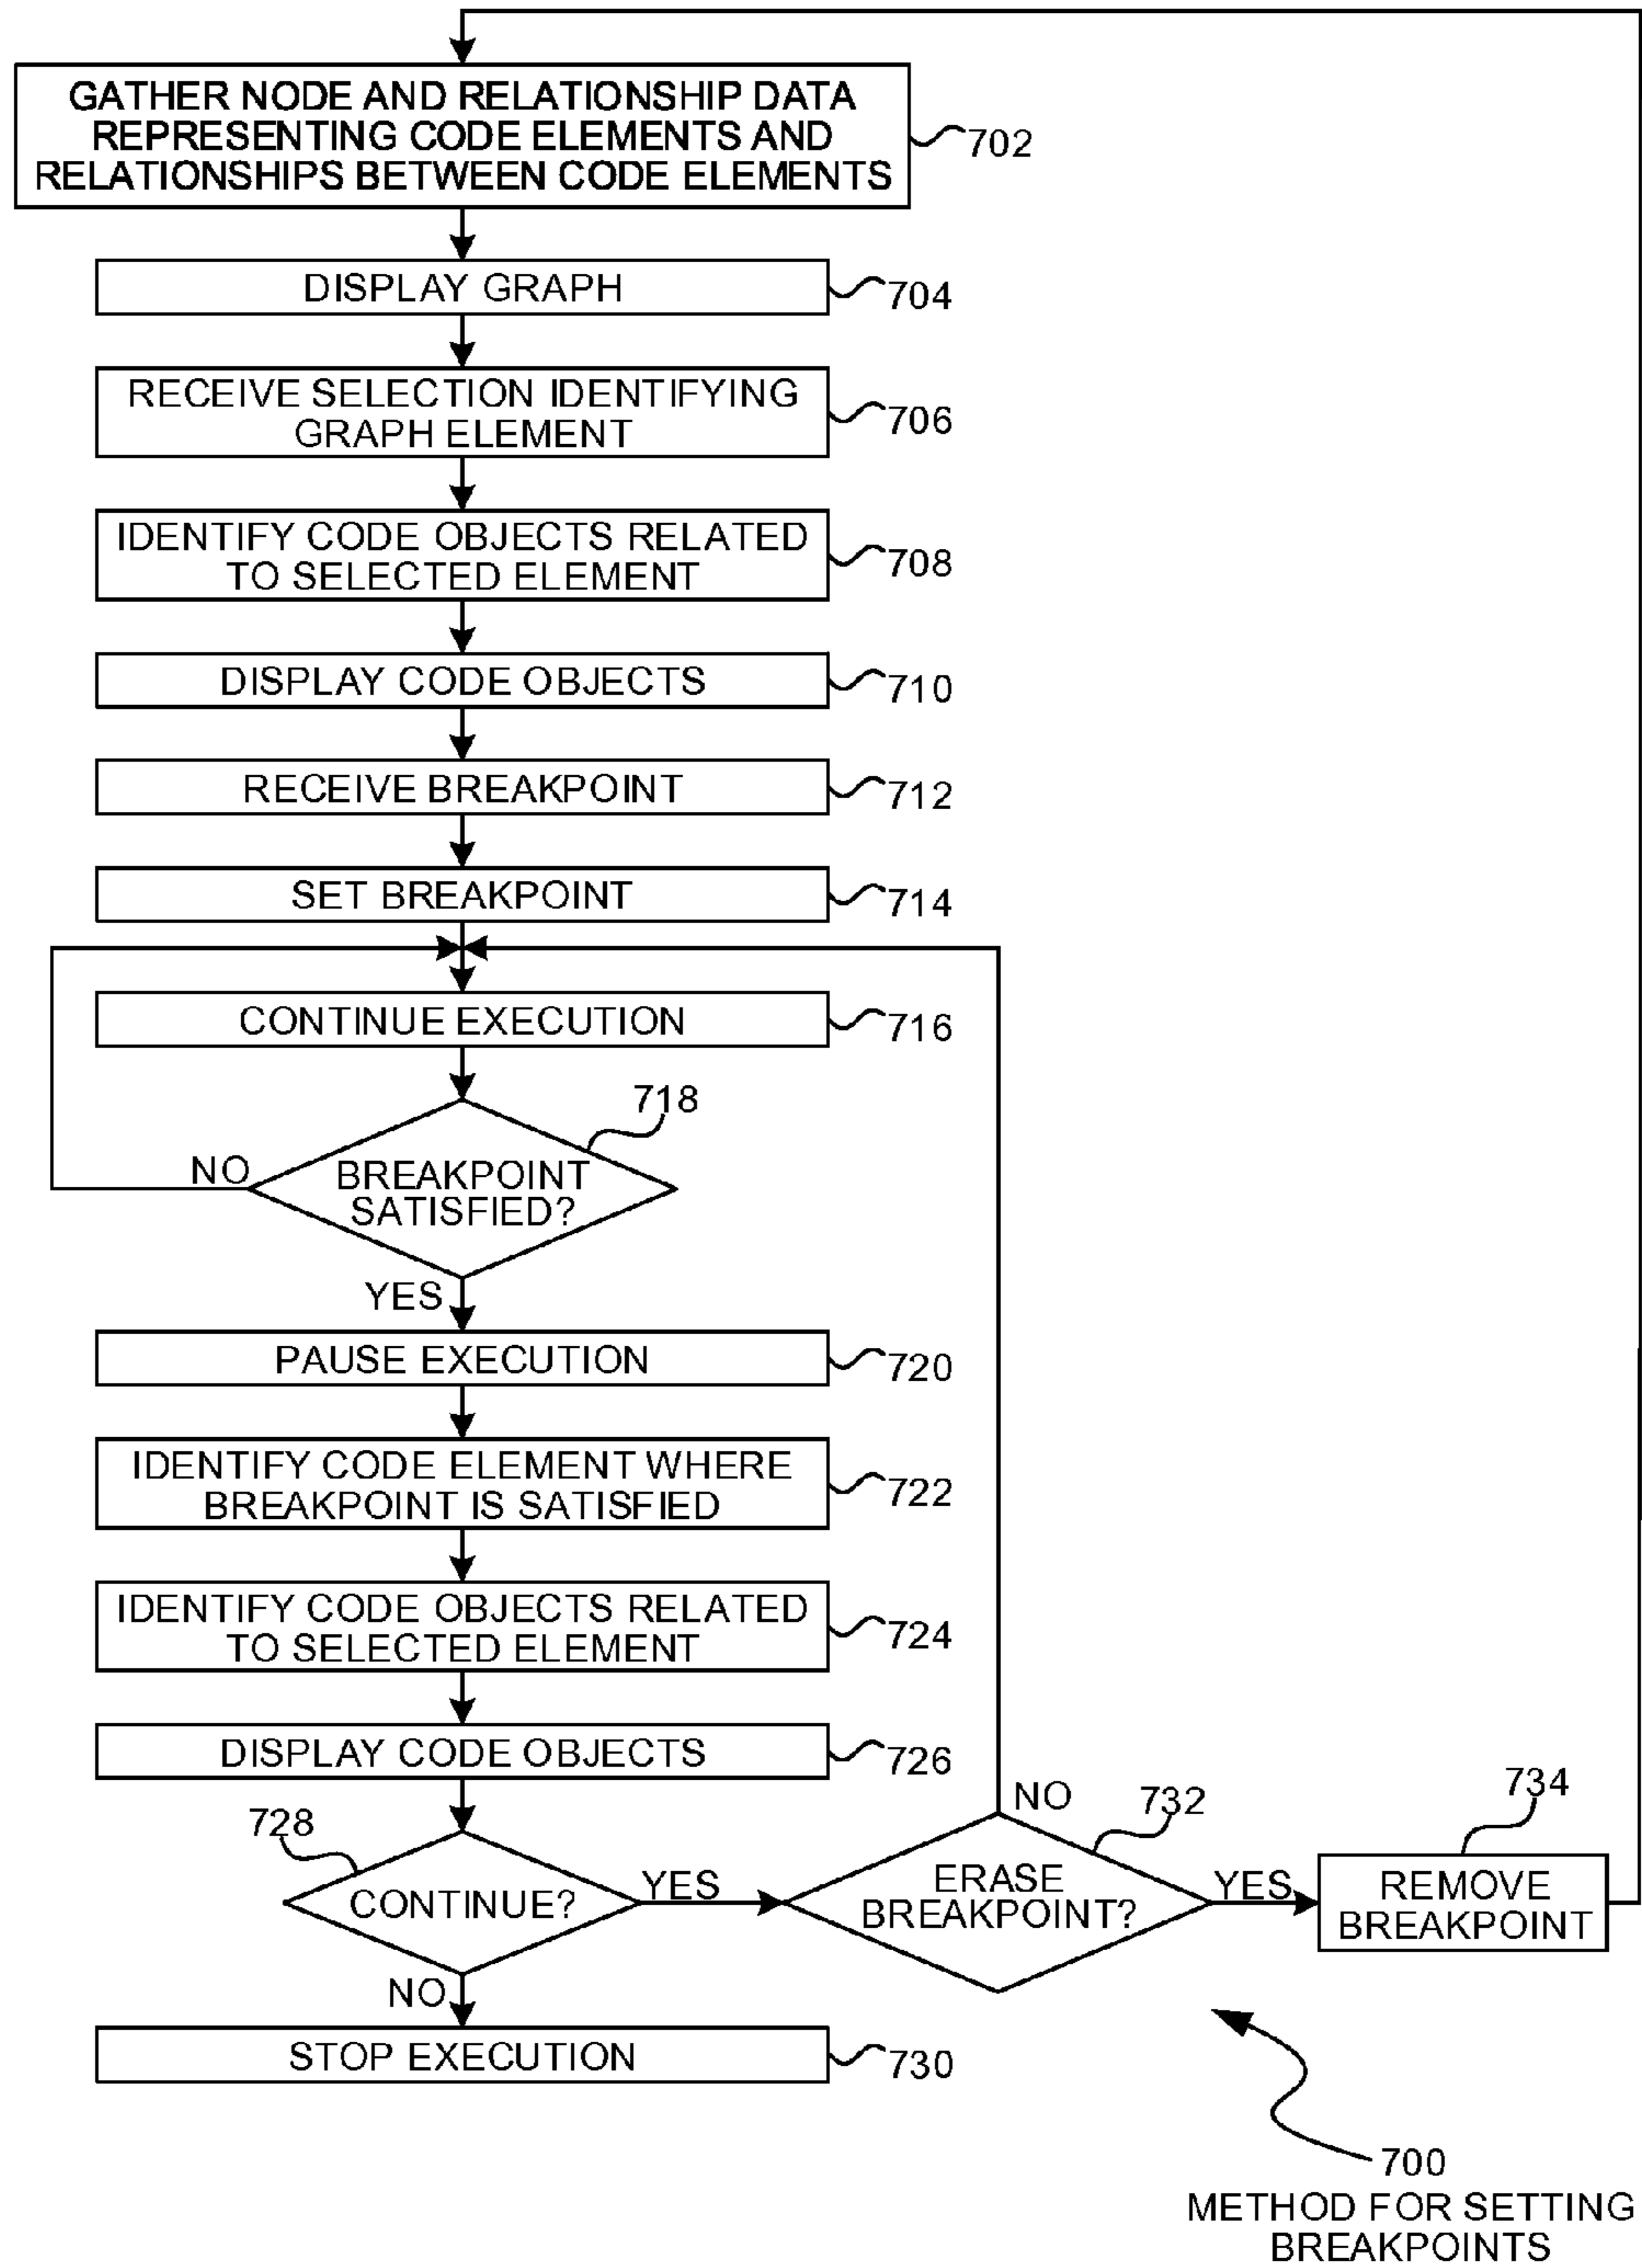 GATHER NODE AND RELATIONSHIP DATA
REPRESENTING CODE ELEMENTS AND
RELATIONSHIPS BETWEEN CODE ELEMENTS
702
DISPLAY GRAPH
704
RECEIVE SELECTION IDENTIFYING
GRAPH ELEMENT
706
IDENTIFY CODE OBJECTS RELATED
TO SELECTED ELEMENT
708
DISPLAY CODE OBJECTS
710
RECEIVE BREAKPOINT
712
SET BREAKPOINT
714
CONTINUE EXECUTION
716
718
NO
BREAKPOINT
SATISFIED?
YES
PAUSE EXECUTION
720
IDENTIFY CODE ELEMENT WHERE
BREAKPOINT IS SATISFIED
722
IDENTIFY CODE OBJECTS RELATED
TO SELECTED ELEMENT
724
DISPLAY CODE OBJECTS
726
728
CONTINUE?
YES
NO
732
ERASE
BREAKPOINT?
YES
734
REMOVE
BREAKPOINT
NO
STOP EXECUTION
730
700
METHOD FOR SETTING
BREAKPOINTS